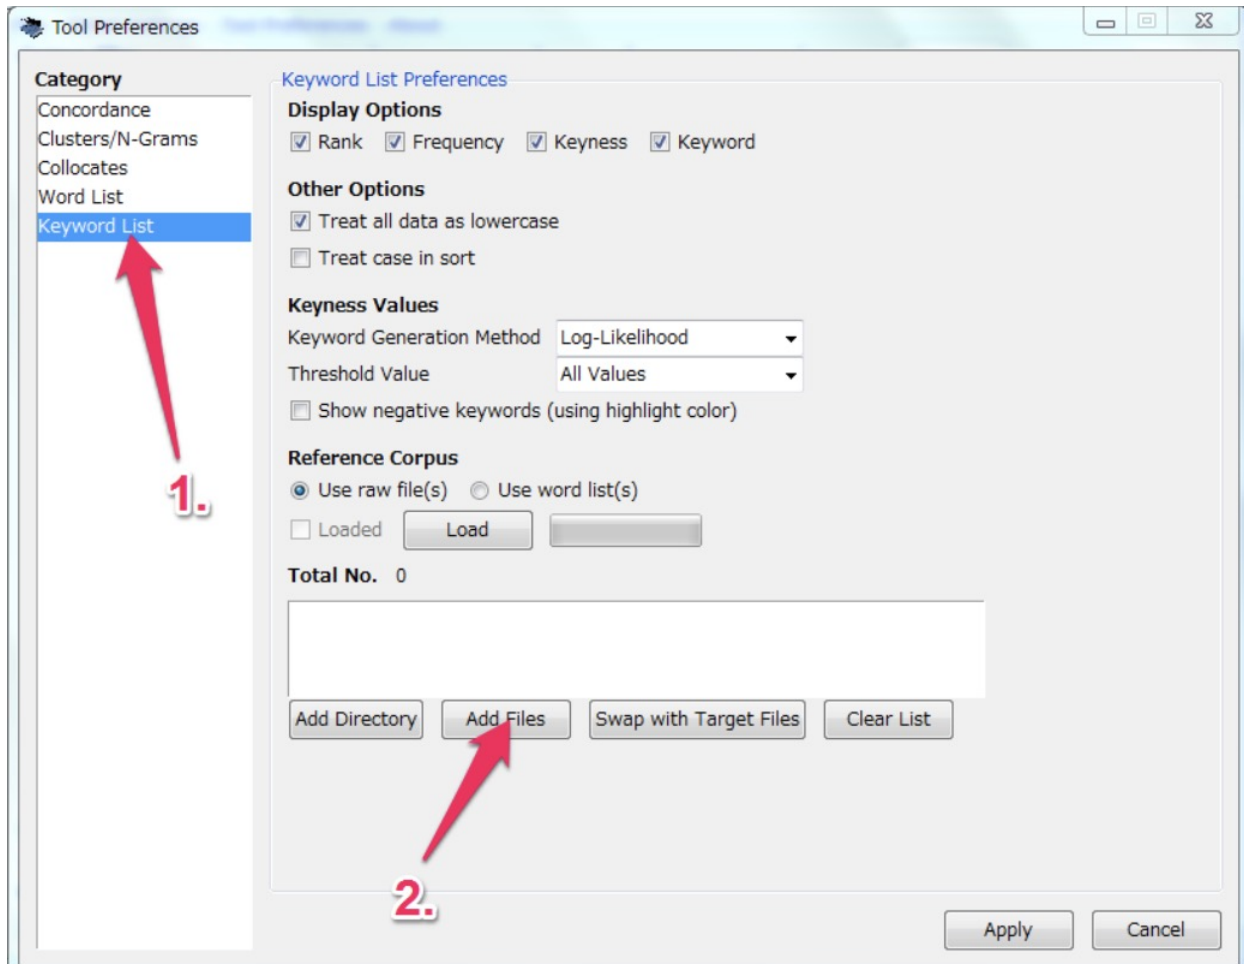 Tool Preferences
Category
Concordance
Clusters/N-Grams
Collocates
Word List
Keyword List
1.
Keyword List Preferences
Display Options
Rank Frequency Keyness Keyword
Other Options
Treat all data as lowercase
Treat case in sort
Keyness Values
Keyword Generation Method Log-Likelihood
Threshold Value All Values
Show negative keywords (using highlight color)
Reference Corpus
Use raw file(s) Use word list(s)
Loaded Load
Total No. 0
Add Directory Add Files Swap with Target Files Clear List
2.
Apply Cancel